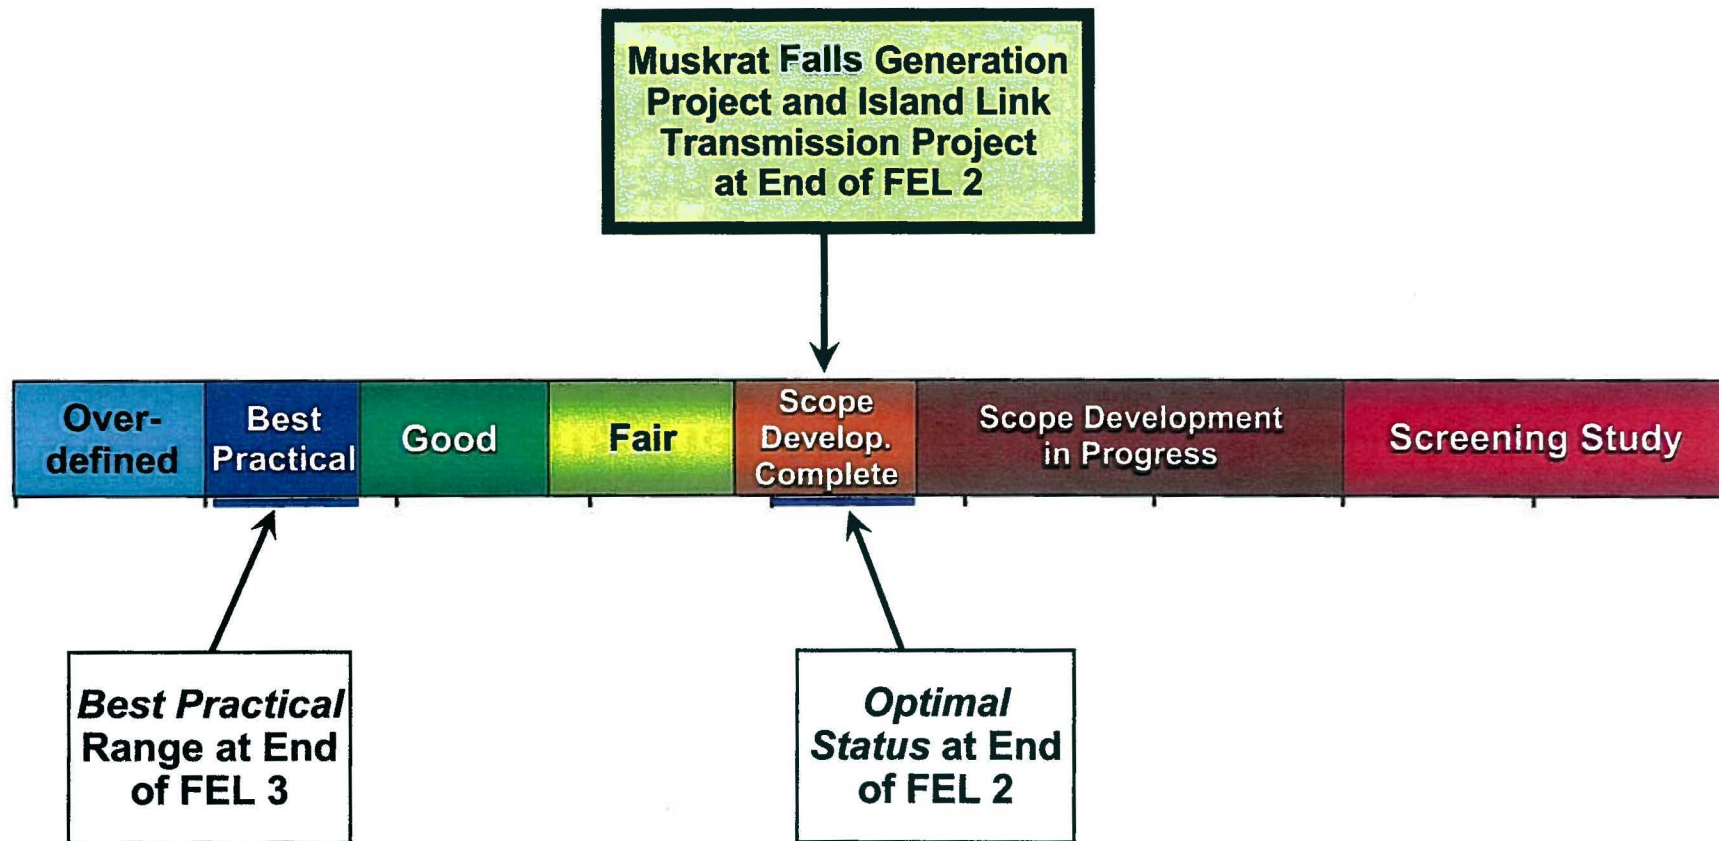 Muskrat Falls Generation
Project and Island Link
Transmission Project
at End of FEL 2
Over-
defined
Best
Practical
Good
Fair
Scope
Develop.
Complete
Scope Development
in Progress
Screening Study
Best Practical
Range at End
of FEL 3
Optimal
Status at End
of FEL 2